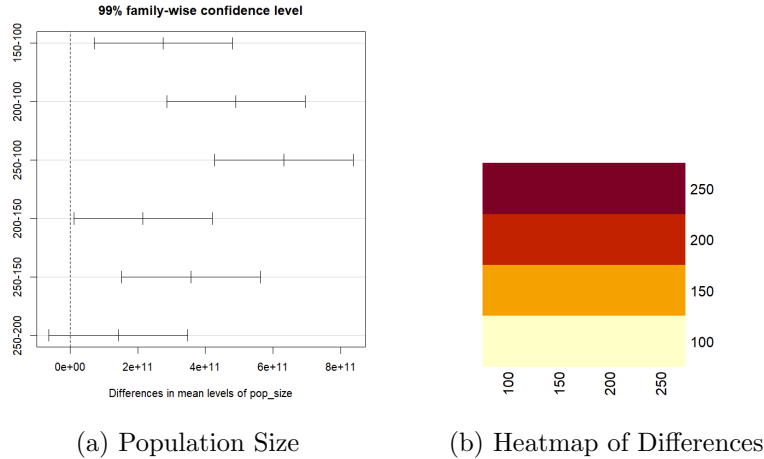 99% family-wise confidence level
150-100
200-100
250-100
200-150
250-150
250-200
0e+00 2e+11 4e+11 6e+11 8e+11
Differences in mean levels of pop_size
(a) Population Size
250
200
150
100
100 150 200 250
(b) Heatmap of Differences